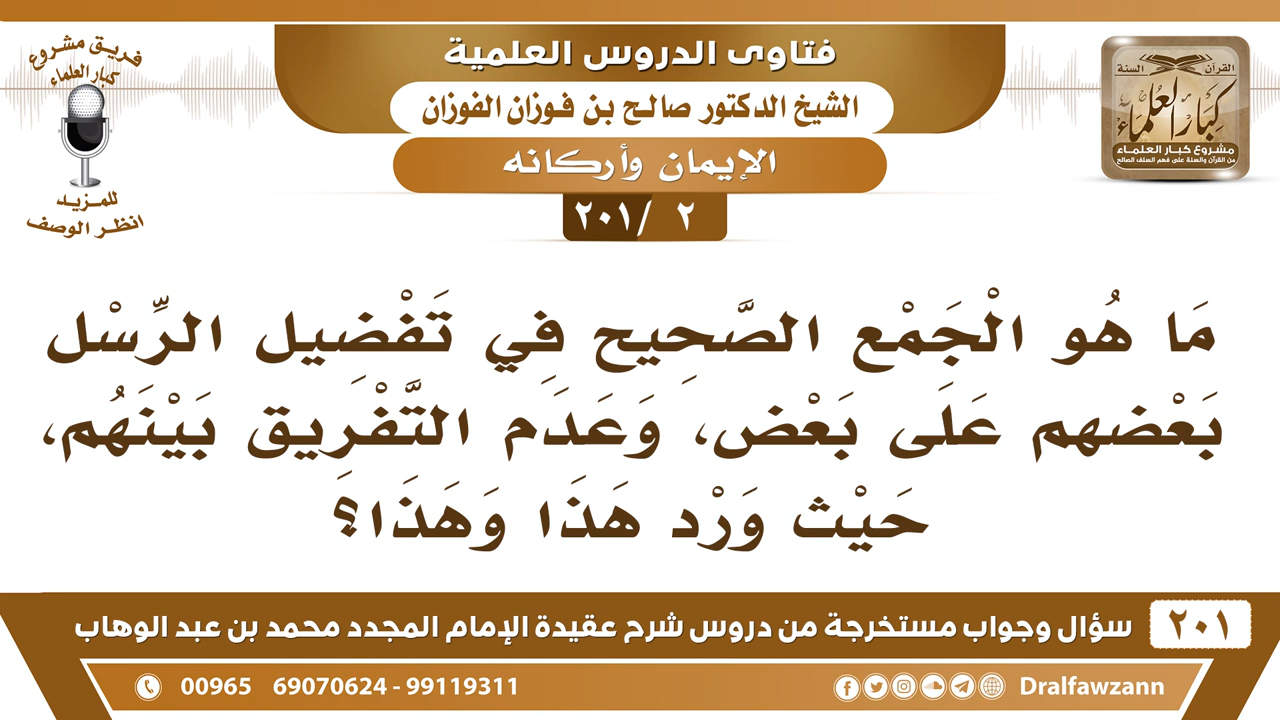 فتاوى الدروس العلمية
الشيخ الدكتور صالح بن فوزان الفوزان
الإيمان وأركانه
٢ /٢٠١
فريق مشروع
كبار العلماء
للمزيد
انظر الوصف
القرآن السنة
كبار العلماء
مشروع كبار العلماء
من القرآن والسنة على فهم السلف الصالح
مَا هُو الْجَمْع الصَّحِيح فِي تَفْضِيل الرِّسْل
بَعْضهم عَلَى بَعْض، وَعَدَم التَّفْرِيق بَيْنَهُم،
حَيْث وَرْد هَذَا وَهَذَا؟
٢٠١
سؤال وجواب مستخرجة من دروس شرح عقيدة الإمام المجدد محمد بن عبد الوهاب
00965 69070624 - 99119311
Dralfawzann